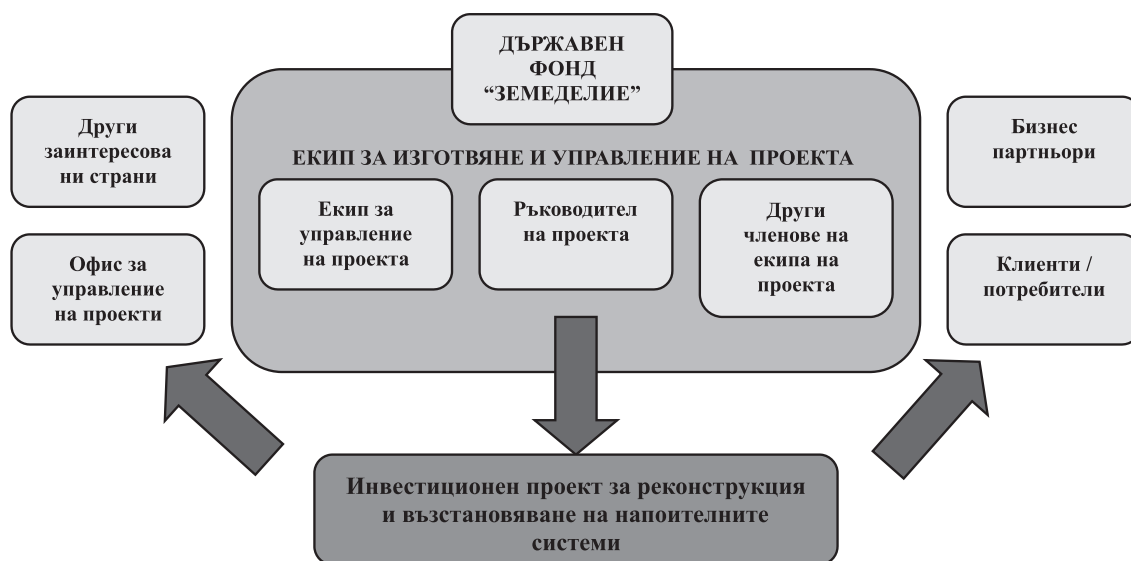 ДЪРЖАВЕН
ФОНД
“ЗЕМЕДЕЛИЕ”
Други
заинтересова
ни страни
Бизнес
партньори
ЕКИП ЗА ИЗГОТВЯНЕ И УПРАВЛЕНИЕ НА ПРОЕКТА
Екип за
управление
на проекта
Ръководител
на проекта
Други
членове на
екипа на
проекта
Офис за
управление
на проекти
Клиенти /
потребители
Инвестиционен проект за реконструкция
и възстановяване на напоителните
системи